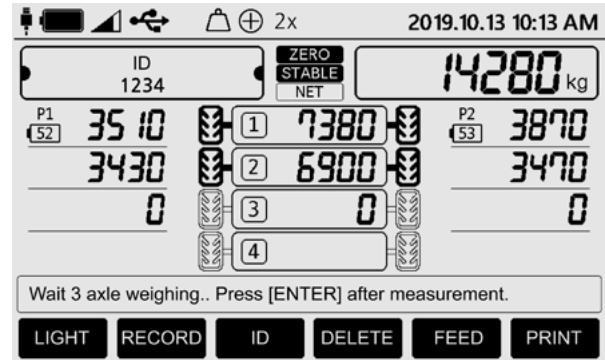 2x 2019.10.13 10:13 AM
ID
1234
ZERO
STABLE
NET
14280 kg
P1 52 3510 1 7380 P2 53 3870
3430 2 6900 3470
0 3 0 0
4
Wait 3 axle weighing.. Press [ENTER] after measurement.
LIGHT RECORD ID DELETE FEED PRINT